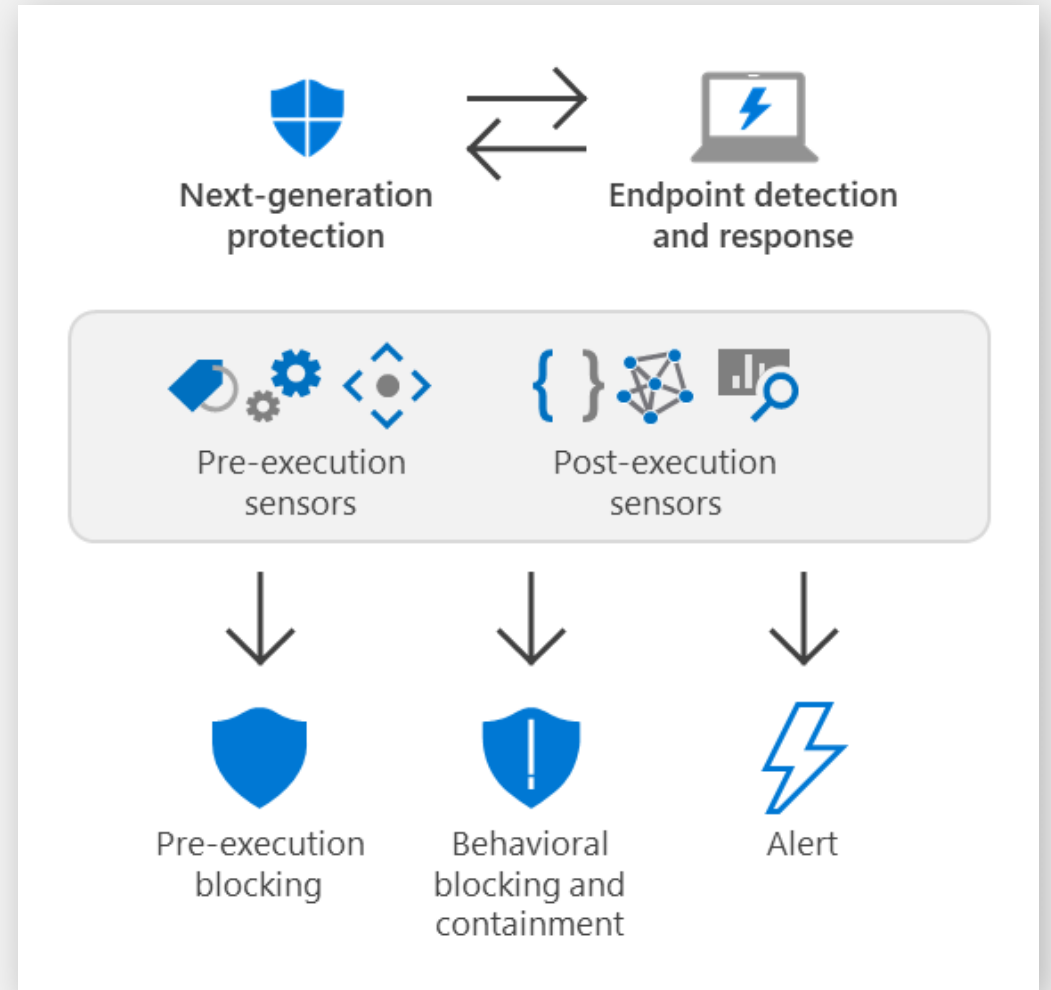 Next-generation
protection
Endpoint detection
and response
Pre-execution
sensors
Post-execution
sensors
Pre-execution
blocking
Behavioral
blocking and
containment
Alert